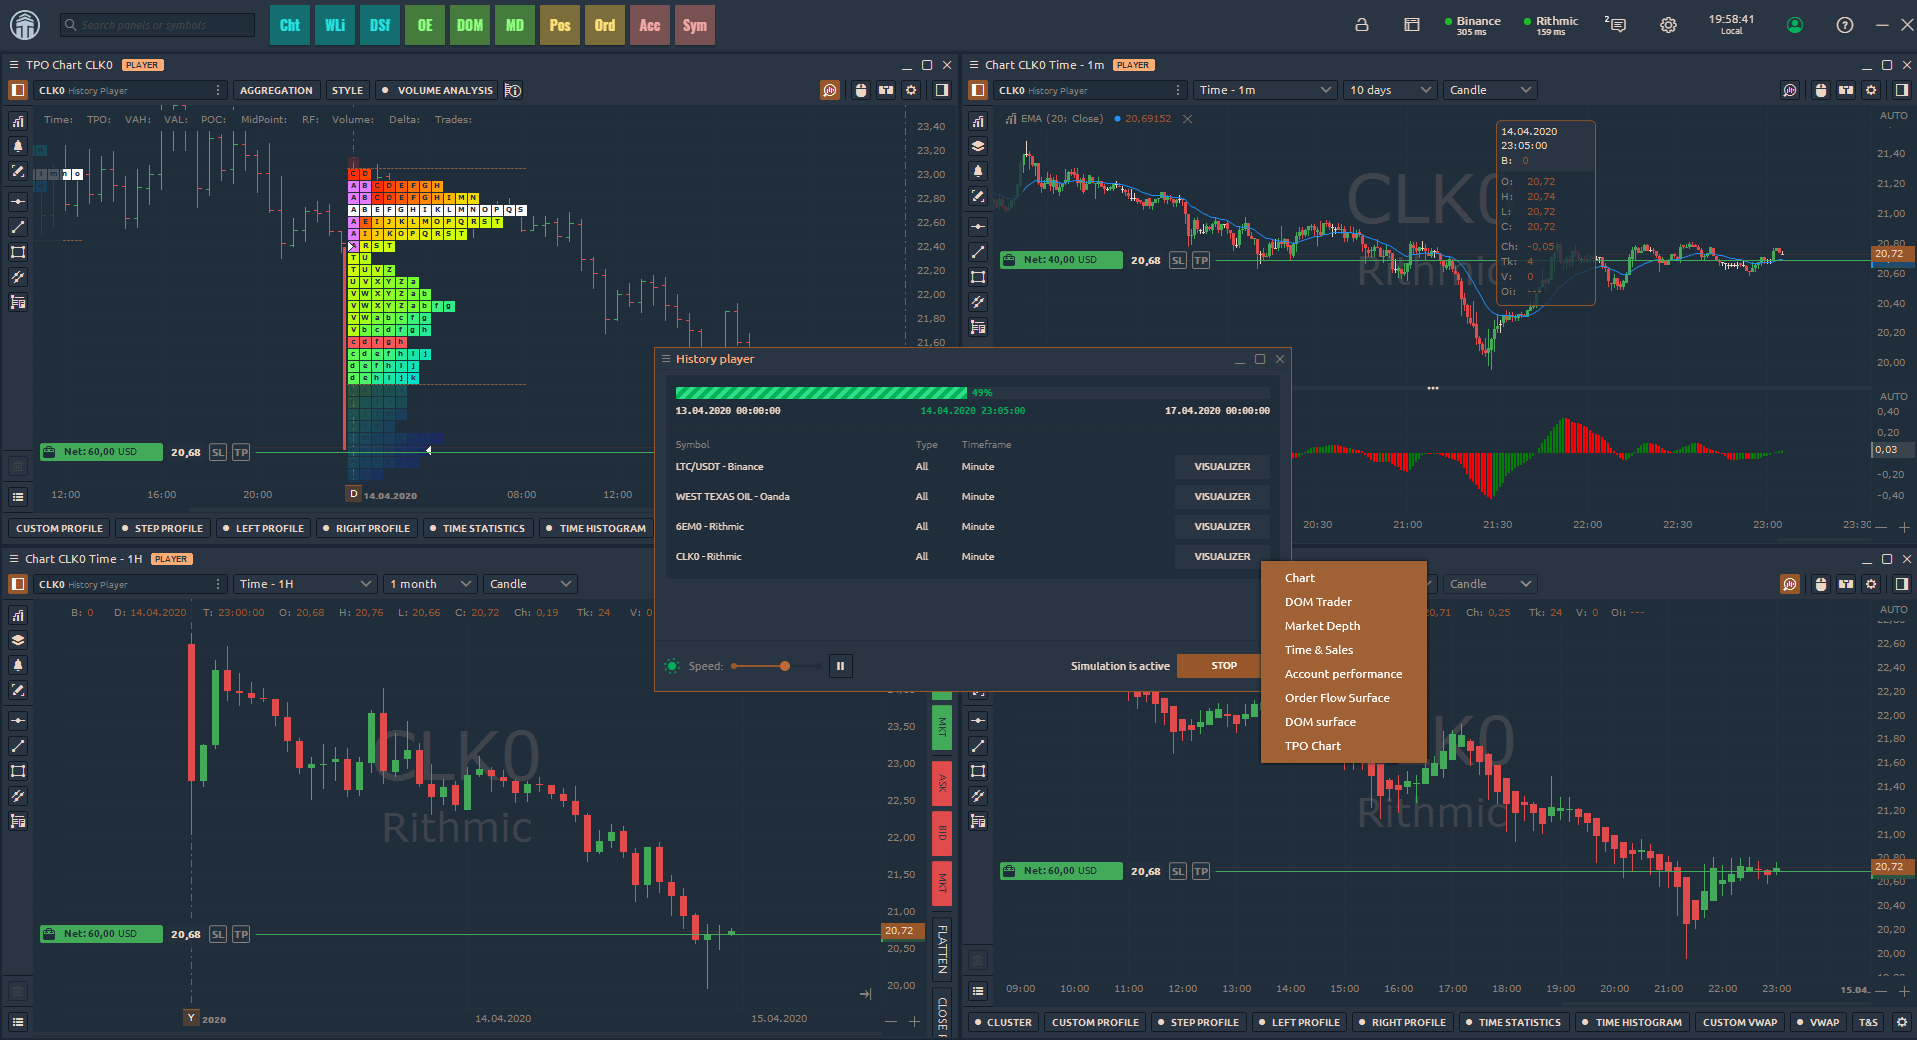 Search panels or symbols
Cht WLi DSf OE DOM MD Pos Ord Acc Sym
Binance
305 ms
Rithmic
159 ms
2
19:58:41
Local
TPO Chart CLK0 PLAYER
CLK0 History Player AGGREGATION STYLE VOLUME ANALYSIS
Time: TPO: VAH: VAL: POC: MidPoint: RF: Volume: Delta: Trades:
23,40
23,20
23,00
22,80
22,60
22,40
22,20
22,00
21,80
21,60
C D
A B C D E F G H
A B C D E F G H I M N
A B E F G H I K L M N O P Q S
A E I J K L M O P Q R S T
A I J K O P Q R S T
R S T
T U
T U V Z
U V X Y Z a
V W X Y Z a b
V W X Y Z a b f g
V W a b c f g
V b c d f g h
c d f g h
c d e f h i j
d e f h i j
d e h i j k
Net: 60,00 USD 20,68 SL TP
12:00 16:00 20:00 D 14.04.2020 08:00 12:00
CUSTOM PROFILE STEP PROFILE LEFT PROFILE RIGHT PROFILE TIME STATISTICS TIME HISTOGRAM
Chart CLK0 Time - 1m PLAYER
CLK0 History Player Time - 1m 10 days Candle
EMA (20: Close) 20,69152
CLK0
Rithmic
14.04.2020
23:05:00
B: 0
O: 20,72
H: 20,74
L: 20,72
C: 20,72
Ch: -0,05
Tk: 4
V: 0
Oi: ---
AUTO
21,40
21,20
21,00
20,80
20,72
20,60
20,40
20,20
20,00
Net: 40,00 USD 20,68 SL TP
AUTO
0,40
0,20
0,03
-0,20
-0,40
20:30 21:00 21:30 22:00 22:30 23:00 23:30
History player
49%
13.04.2020 00:00:00 14.04.2020 23:05:00 17.04.2020 00:00:00
Symbol Type Timeframe
LTC/USDT - Binance All Minute VISUALIZER
WEST TEXAS OIL - Oanda All Minute VISUALIZER
6EM0 - Rithmic All Minute VISUALIZER
CLK0 - Rithmic All Minute VISUALIZER
Speed: Simulation is active STOP
Chart
DOM Trader
Market Depth
Time & Sales
Account performance
Order Flow Surface
DOM surface
TPO Chart
Chart CLK0 Time - 1H PLAYER
CLK0 History Player Time - 1H 1 month Candle
B: 0 D: 14.04.2020 T: 23:00:00 O: 20,68 H: 20,76 L: 20,66 C: 20,72 Ch: 0,19 Tk: 24 V: 0
CLK0
Rithmic
23,50
23,00
22,50
22,00
21,50
21,00
20,72
20,50
20,00
Net: 60,00 USD 20,68 SL TP
Y 2020 14.04.2020 15.04.2020
MKT
ASK
BID
MKT
FLATTEN
Candle
20,71 Ch: 0,25 Tk: 24 V: 0 Oi: ---
AUTO
22,60
22,40
22,20
22,00
21,80
21,60
21,40
21,20
21,00
20,80
20,72
20,60
20,40
20,20
20,00
Rithmic
Net: 60,00 USD 20,68 SL TP
09:00 10:00 11:00 12:00 13:00 14:00 15:00 16:00 17:00 18:00 19:00 20:00 21:00 22:00 23:00 15.04.
CLUSTER CUSTOM PROFILE STEP PROFILE LEFT PROFILE RIGHT PROFILE TIME STATISTICS TIME HISTOGRAM CUSTOM VWAP VWAP T&S